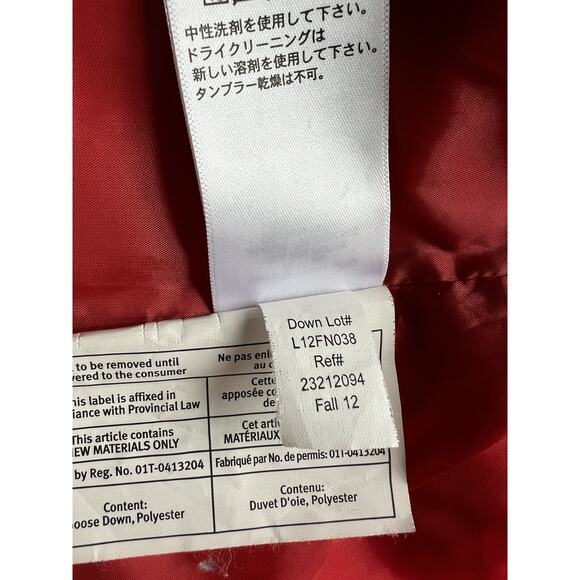 中性洗剤を使用して下さい。
ドライクリーニングは
新しい溶剤を使用して下さい。
タンブラー乾燥は不可。
Down Lot#
L12FN038
Ref#
23212094
Fall 12
to be removed until
vered to the consumer
his label is affixed in
iance with Provincial Law
This article contains
EW MATERIALS ONLY
by Reg. No. 01T-0413204
Content:
oose Down, Polyester
Ne pas enle
au c
Cette
apposée co
de
Cet artic
MATÉRIAUX
Fabriqué par No. de permis: 01T-0413204
Contenu:
Duvet D'oie, Polyester